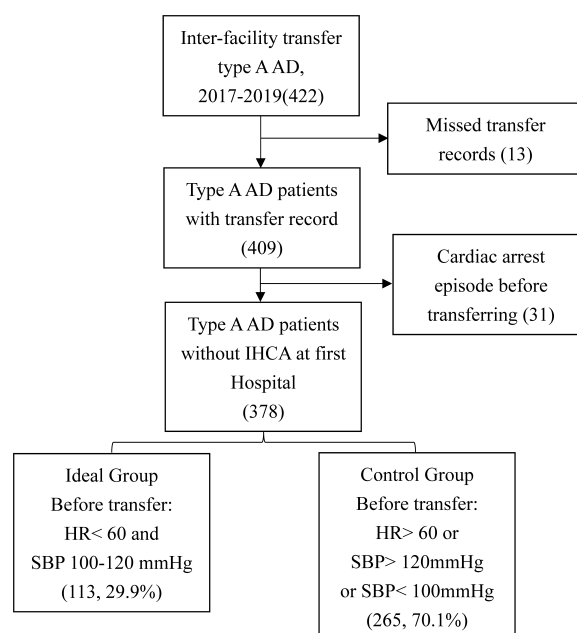 Inter-facility transfer
type A AD,
2017-2019(422)
Missed transfer
records (13)
Type A AD patients
with transfer record
(409)
Cardiac arrest
episode before
transferring (31)
Type A AD patients
without IHCA at first
Hospital
(378)
Ideal Group
Before transfer:
HR< 60 and
SBP 100-120 mmHg
(113, 29.9%)
Control Group
Before transfer:
HR> 60 or
SBP> 120mmHg
or SBP< 100mmHg
(265, 70.1%)